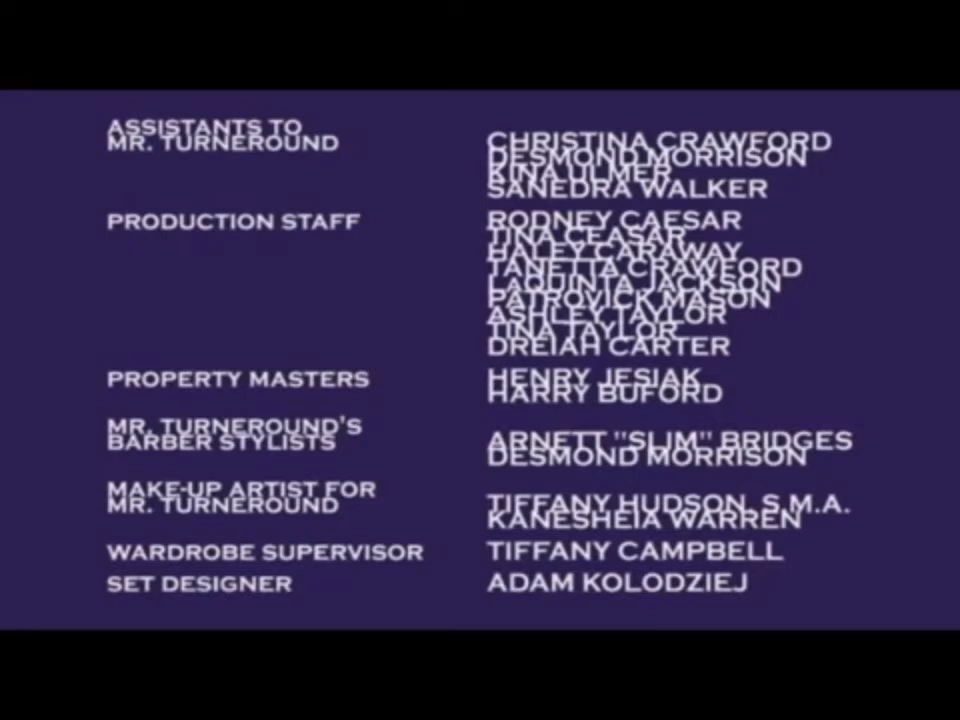 ASSISTANTS TO
MR. TURNEROUND
CHRISTINA CRAWFORD
DESMOND MORRISON
KINA ULMER
SANEDRA WALKER
PRODUCTION STAFF
RODNEY CAESAR
TINA CEASAR
HALEY CARAWAY
TANETTA CRAWFORD
LAQUINTA JACKSON
PATROVICK MASON
ASHLEY TAYLOR
TINA TAYLOR
DREIAH CARTER
PROPERTY MASTERS
HENRY JESIAK
HARRY BUFORD
MR. TURNEROUND'S
BARBER STYLISTS
ARNETT "SLIM" BRIDGES
DESMOND MORRISON
MAKE-UP ARTIST FOR
MR. TURNEROUND
TIFFANY HUDSON, S.M.A.
KANESHEIA WARREN
WARDROBE SUPERVISOR
TIFFANY CAMPBELL
SET DESIGNER
ADAM KOLODZIEJ